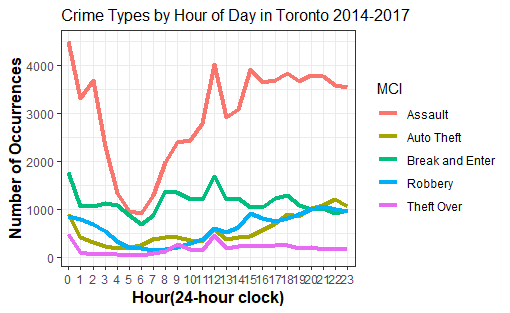 Crime Types by Hour of Day in Toronto 2014-2017
Number of Occurrences
4000
3000
2000
1000
0
0 1 2 3 4 5 6 7 8 9 10 11 12 13 14 15 16 17 18 19 20 21 22 23
Hour(24-hour clock)
MCI
Assault
Auto Theft
Break and Enter
Robbery
Theft Over